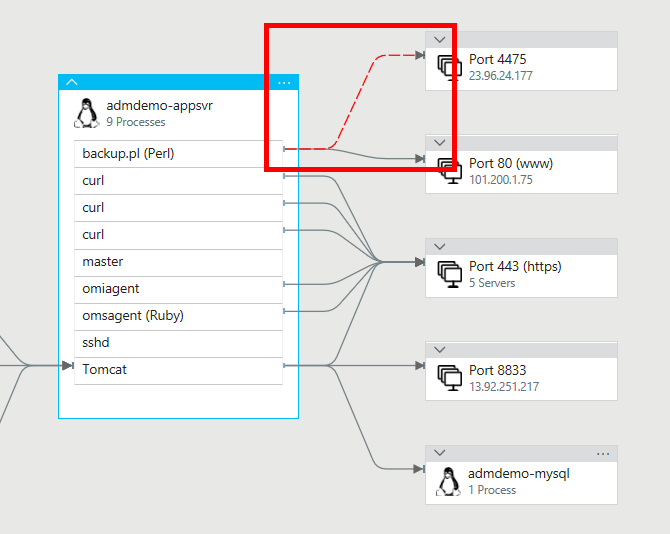 admdemo-appsvr
9 Processes
backup.pl (Perl)
curl
curl
curl
master
omiagent
omsagent (Ruby)
sshd
Tomcat
Port 4475
23.96.24.177
Port 80 (www)
101.200.1.75
Port 443 (https)
5 Servers
Port 8833
13.92.251.217
admdemo-mysql
1 Process